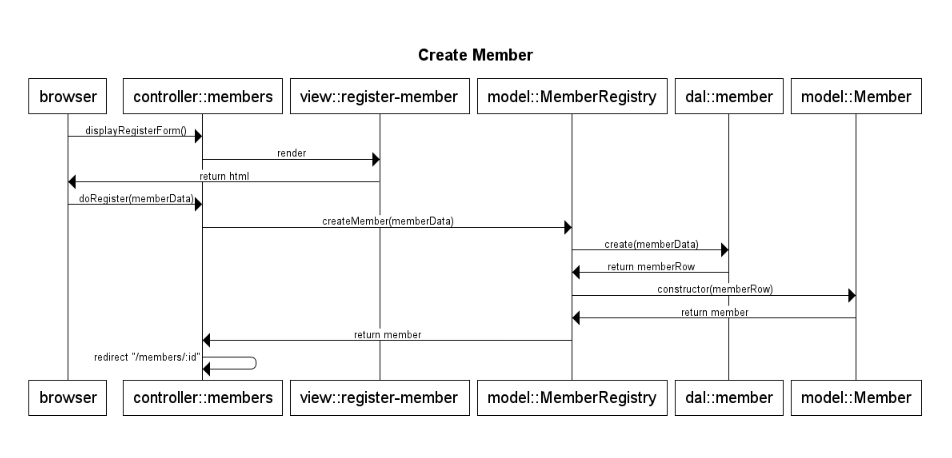 Create Member
browser controller::members view::register-member model::MemberRegistry dal::member model::Member
displayRegisterForm()
render
return html
doRegister(memberData)
createMember(memberData)
create(memberData)
return memberRow
constructor(memberRow)
return member
return member
redirect "/members/:id"
browser controller::members view::register-member model::MemberRegistry dal::member model::Member